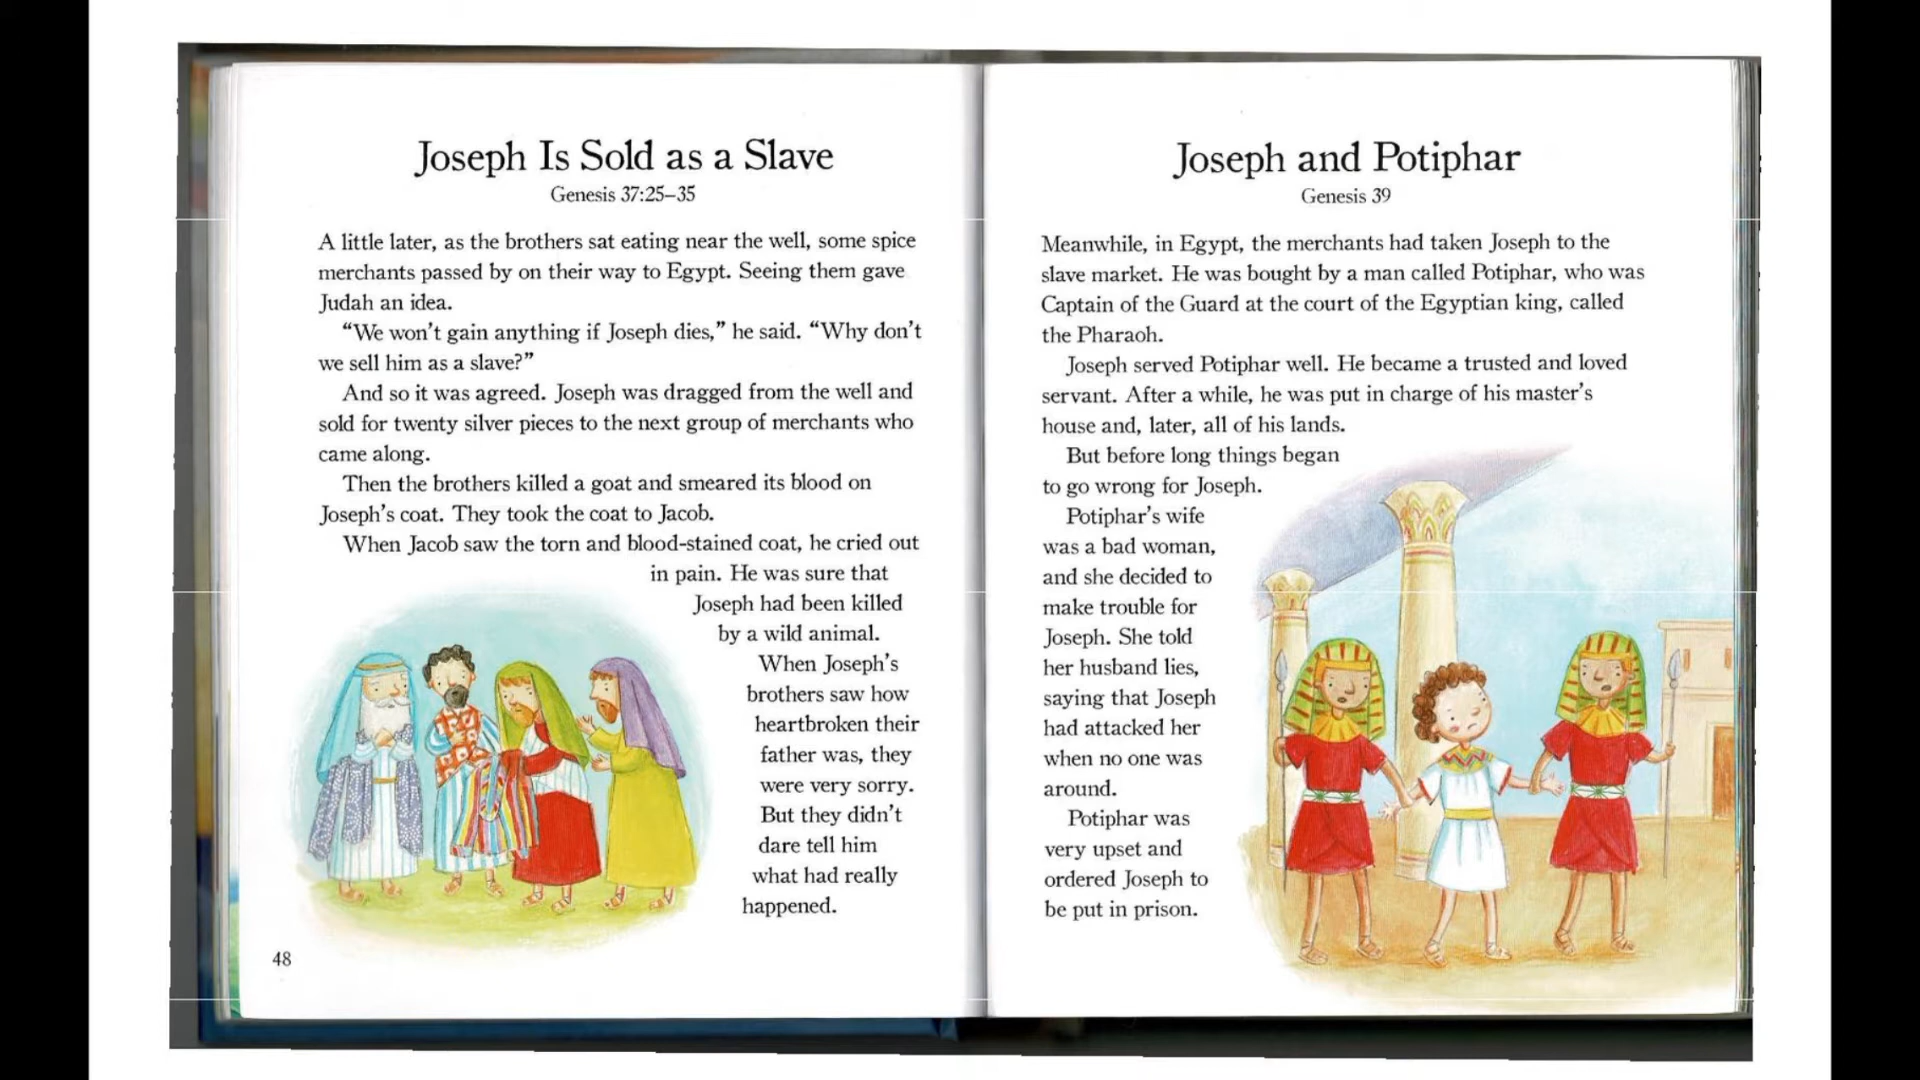 Joseph Is Sold as a Slave
Genesis 37:25–35
A little later, as the brothers sat eating near the well, some spice
merchants passed by on their way to Egypt. Seeing them gave
Judah an idea.
“We won’t gain anything if Joseph dies,” he said. “Why don’t
we sell him as a slave?”
And so it was agreed. Joseph was dragged from the well and
sold for twenty silver pieces to the next group of merchants who
came along.
Then the brothers killed a goat and smeared its blood on
Joseph’s coat. They took the coat to Jacob.
When Jacob saw the torn and blood-stained coat, he cried out
in pain. He was sure that
Joseph had been killed
by a wild animal.
When Joseph’s
brothers saw how
heartbroken their
father was, they
were very sorry.
But they didn’t
dare tell him
what had really
happened.
48
Joseph and Potiphar
Genesis 39
Meanwhile, in Egypt, the merchants had taken Joseph to the
slave market. He was bought by a man called Potiphar, who was
Captain of the Guard at the court of the Egyptian king, called
the Pharaoh.
Joseph served Potiphar well. He became a trusted and loved
servant. After a while, he was put in charge of his master’s
house and, later, all of his lands.
But before long things began
to go wrong for Joseph.
Potiphar’s wife
was a bad woman,
and she decided to
make trouble for
Joseph. She told
her husband lies,
saying that Joseph
had attacked her
when no one was
around.
Potiphar was
very upset and
ordered Joseph to
be put in prison.